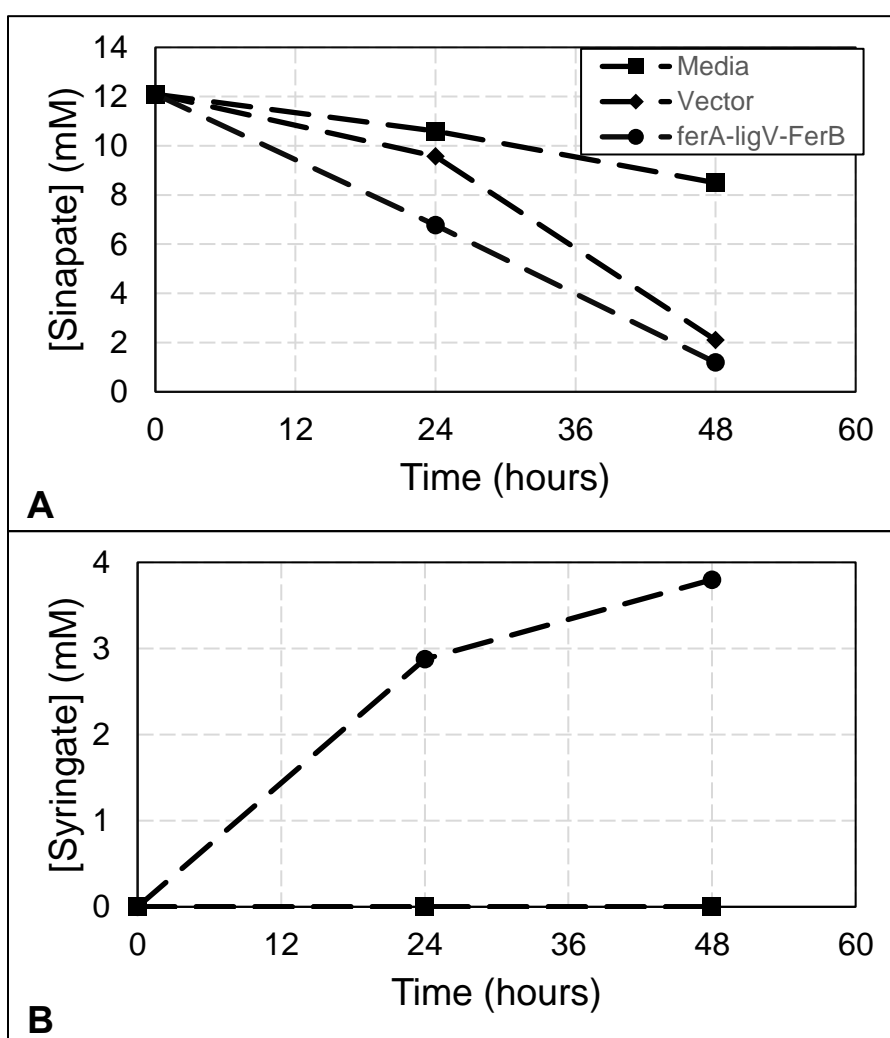 14
12
10
8
6
4
2
0
[Sinapate] (mM)
Media
Vector
ferA-ligV-FerB
0 12 24 36 48 60
Time (hours)
A
4
3
2
1
0
[Syringate] (mM)
0 12 24 36 48 60
Time (hours)
B